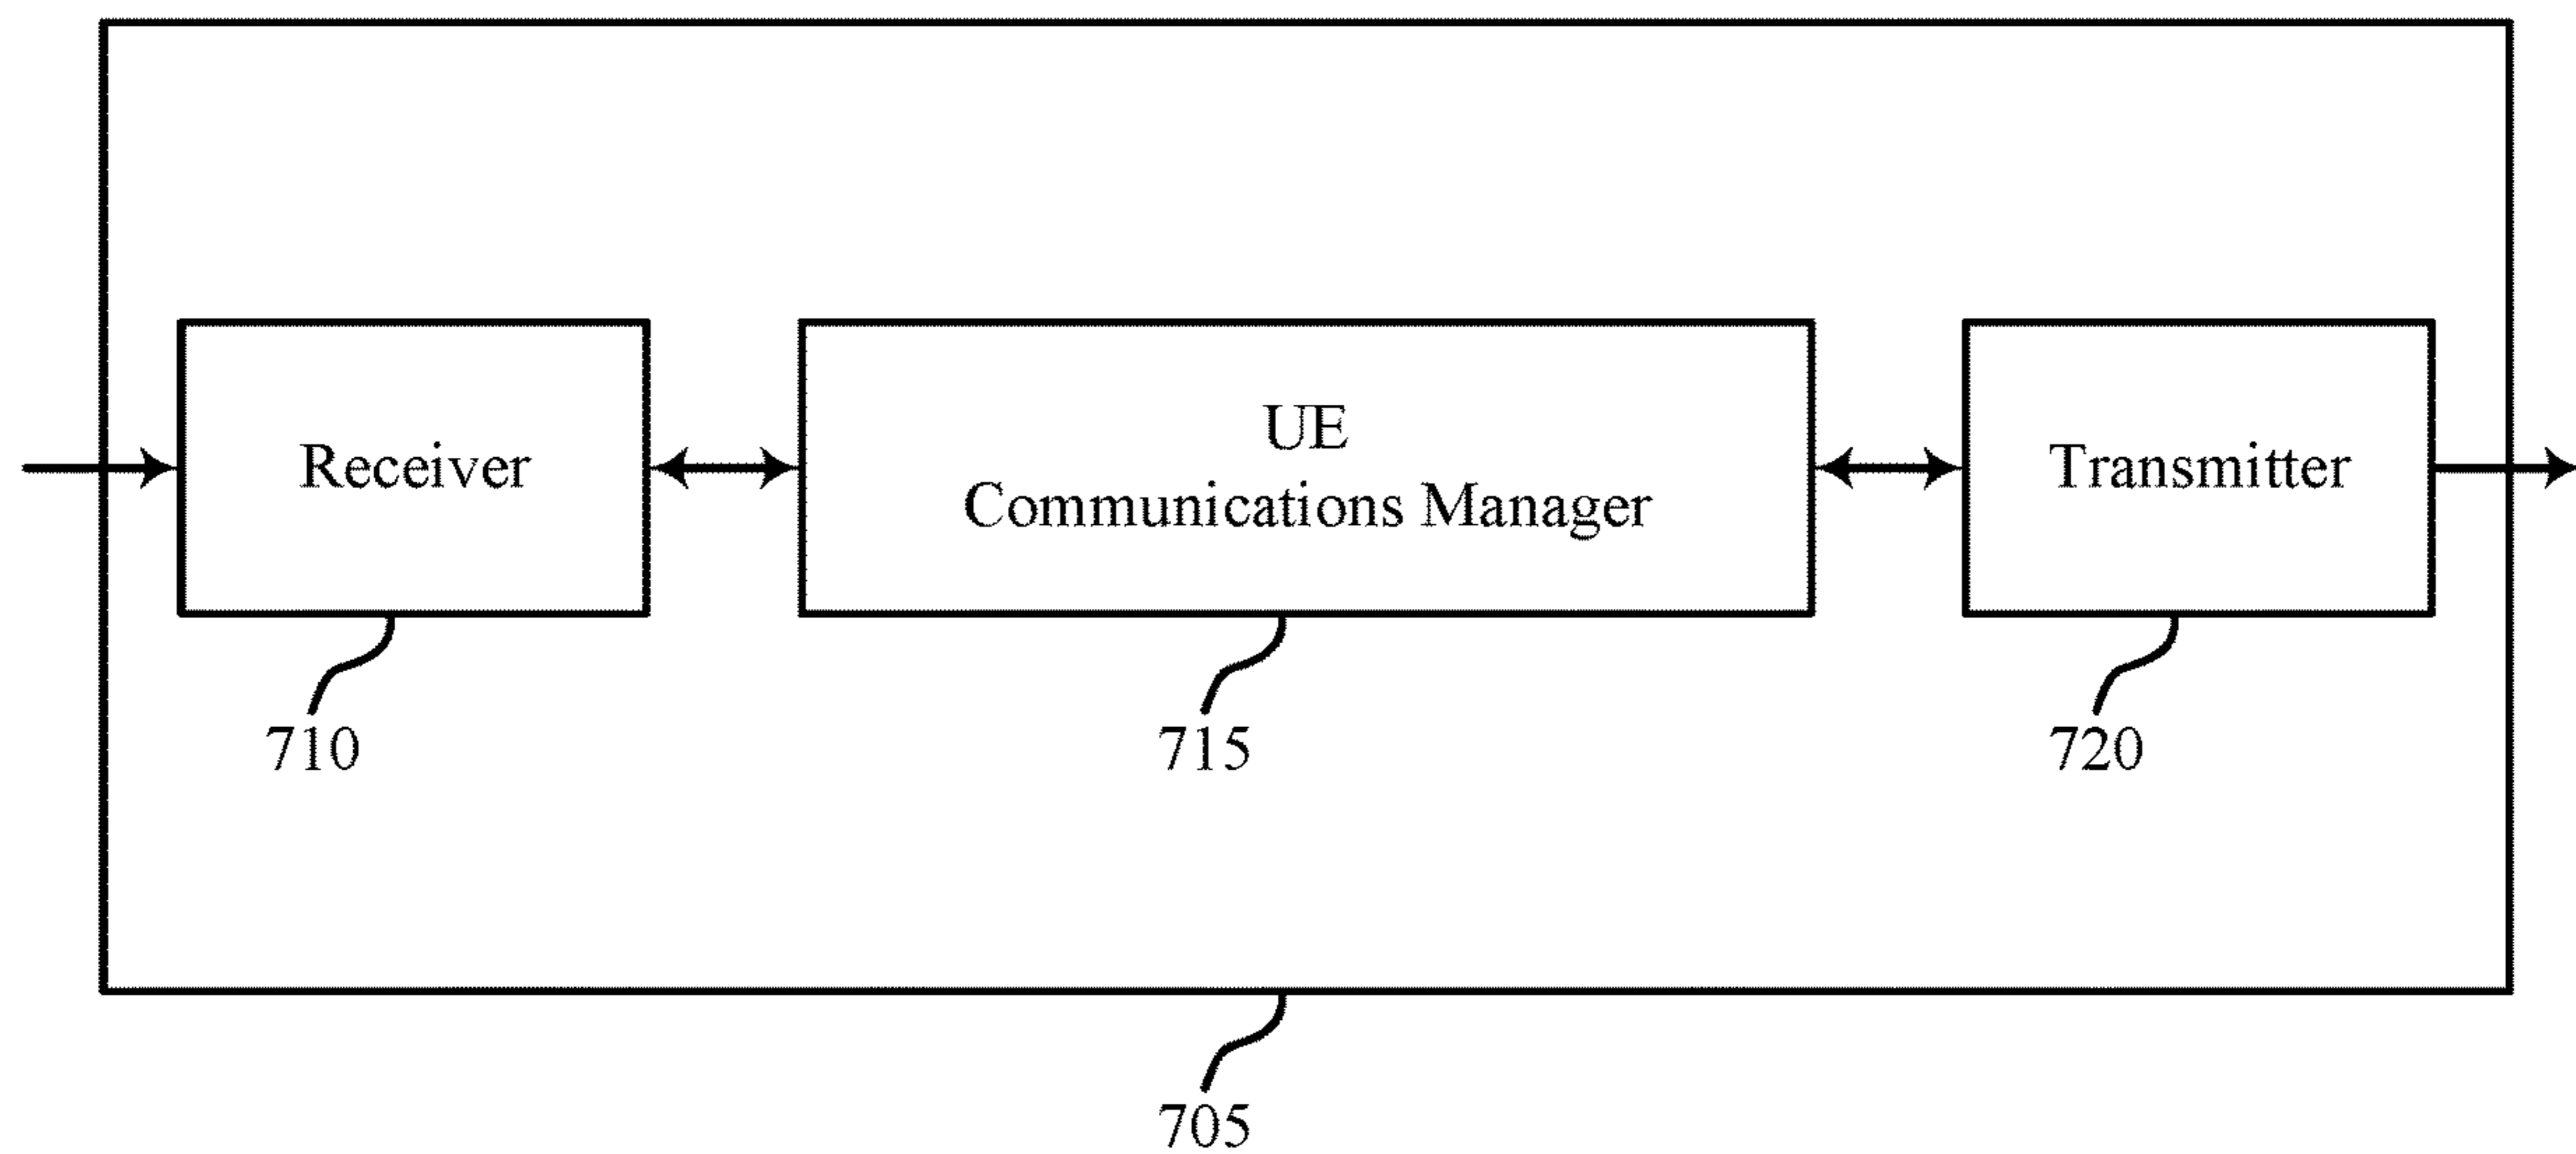 Receiver
UE
Communications Manager
Transmitter
710
715
720
705